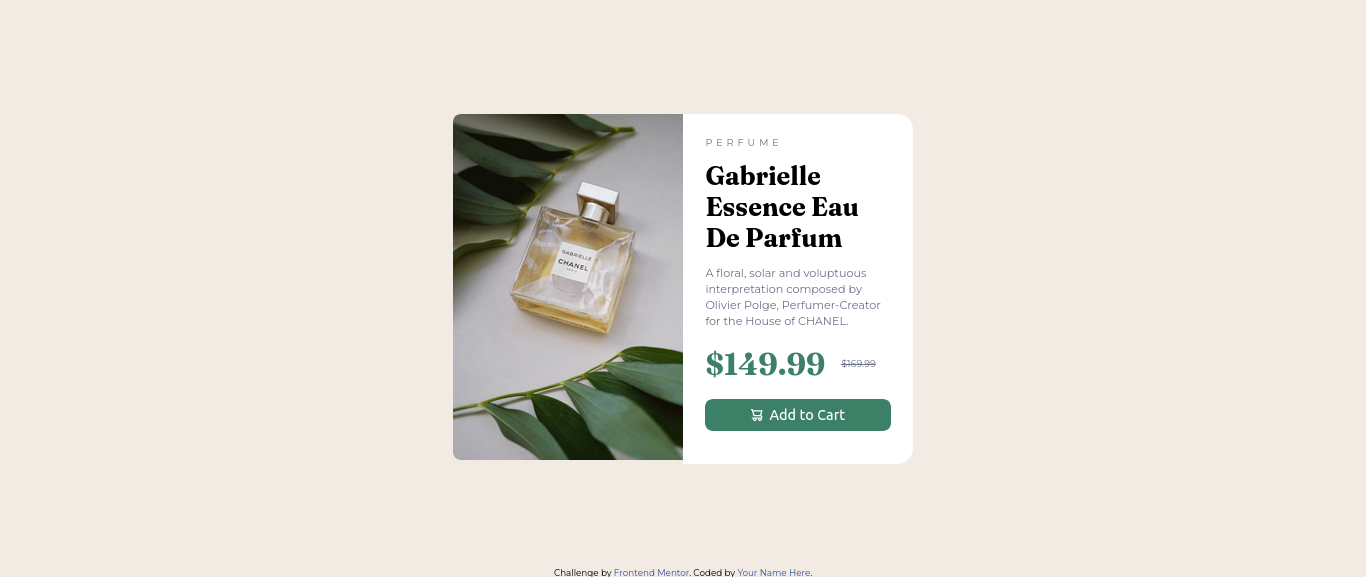 PERFUME
Gabrielle
Essence Eau
De Parfum
A floral, solar and voluptuous
interpretation composed by
Olivier Polge, Perfumer-Creator
for the House of CHANEL.
$149.99 $169.99
Add to Cart
GABRIELLE
CHANEL
PARIS
Challenge by Frontend Mentor. Coded by Your Name Here.